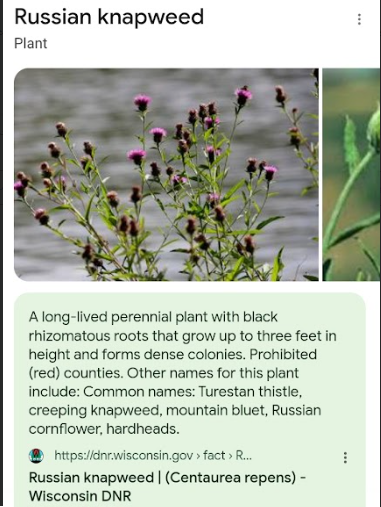 Russian knapweed
Plant
A long-lived perennial plant with black
rhizomatous roots that grow up to three feet in
height and forms dense colonies. Prohibited
(red) counties. Other names for this plant
include: Common names: Turestan thistle,
creeping knapweed, mountain bluet, Russian
cornflower, hardheads.
https://dnr.wisconsin.gov › fact › R...
Russian knapweed | (Centaurea repens) -
Wisconsin DNR